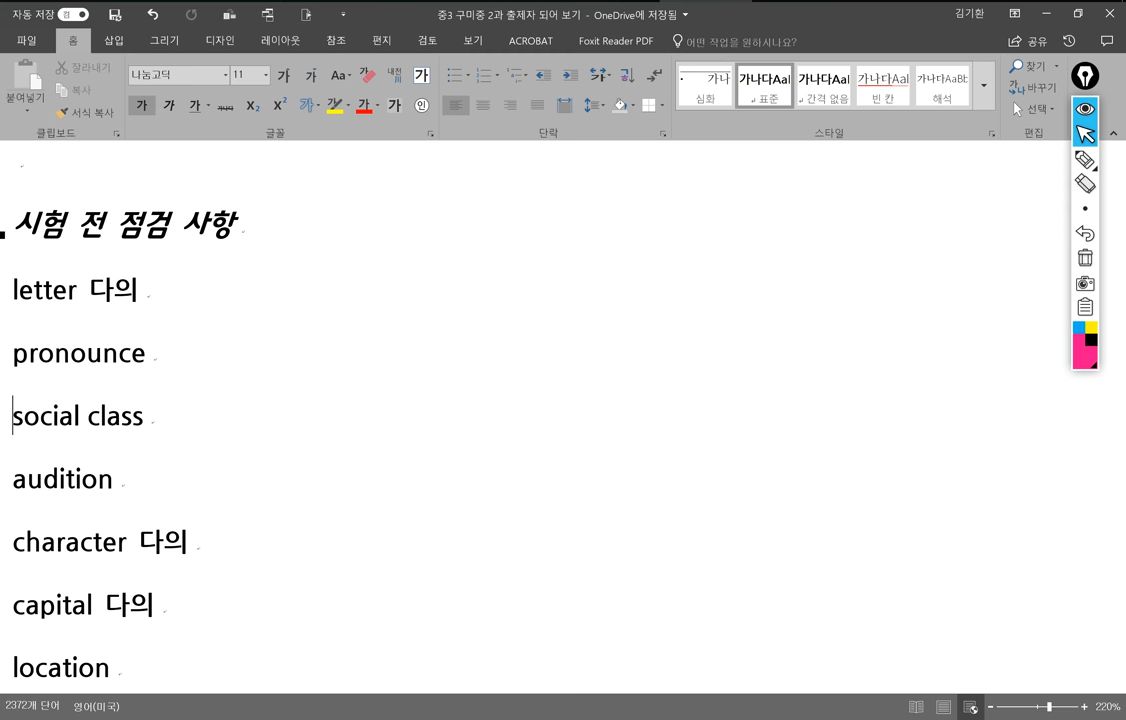 자동 저장 컴 중3 구미중 2과 출제자 되어 보기 - OneDrive에 저장됨 김기환
파일 홈 삽입 그리기 디자인 레이아웃 참조 편지 검토 보기 ACROBAT Foxit Reader PDF 어떤 작업을 원하시나요? 공유
붙여넣기 잘라내기 복사 서식 복사
나눔고딕 11
가나 가나다Aal 가나다Aal 가나다Aal 가나다AaBb
심화 표준 간격 없음 빈 칸 해석
찾기 바꾸기 선택
클립보드 글꼴 단락 스타일 편집
시험 전 점검 사항
letter 다의
pronounce
social class
audition
character 다의
capital 다의
location
2372개 단어 영어(미국) 220%